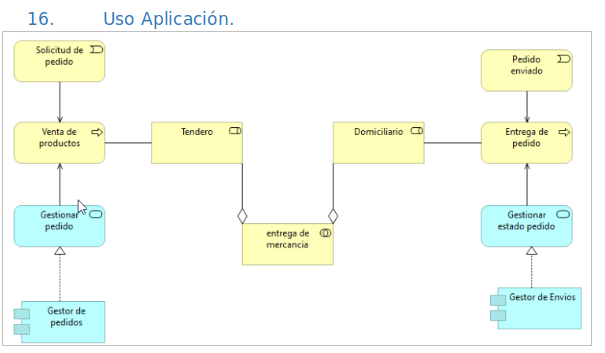 16. Uso Aplicación.
Solicitud de
pedido
Pedido
enviado
Venta de
productos
Tendero
Domiciliario
Entrega de
pedido
Gestionar
pedido
entrega de
mercancia
Gestionar
estado pedido
Gestor de
pedidos
Gestor de Envios